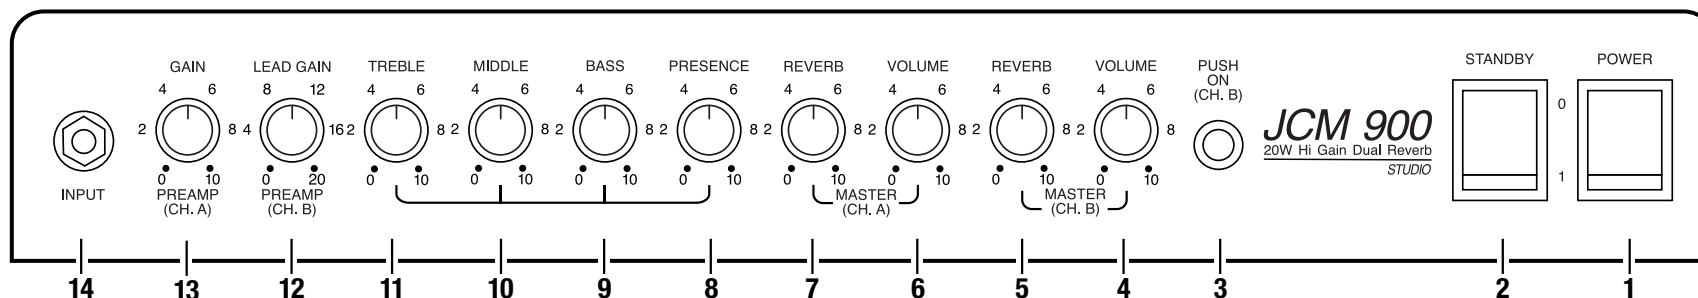 GAIN LEAD GAIN TREBLE MIDDLE BASS PRESENCE REVERB VOLUME REVERB VOLUME PUSH ON (CH. B) STANDBY POWER
4 6 8 12 4 6 4 6 4 6 4 6 4 6 4 6 4 6 4 6
2 8 4 16 2 8 2 8 2 8 2 8 2 8 2 8 2 8 2 8
0 10 0 20 0 10 0 10 0 10 0 10 0 10 0 10 0 10 0 10
INPUT
PREAMP (CH. A)
PREAMP (CH. B)
MASTER (CH. A)
MASTER (CH. B)
JCM 900
20W Hi Gain Dual Reverb
STUDIO
0
1
14 13 12 11 10 9 8 7 6 5 4 3 2 1